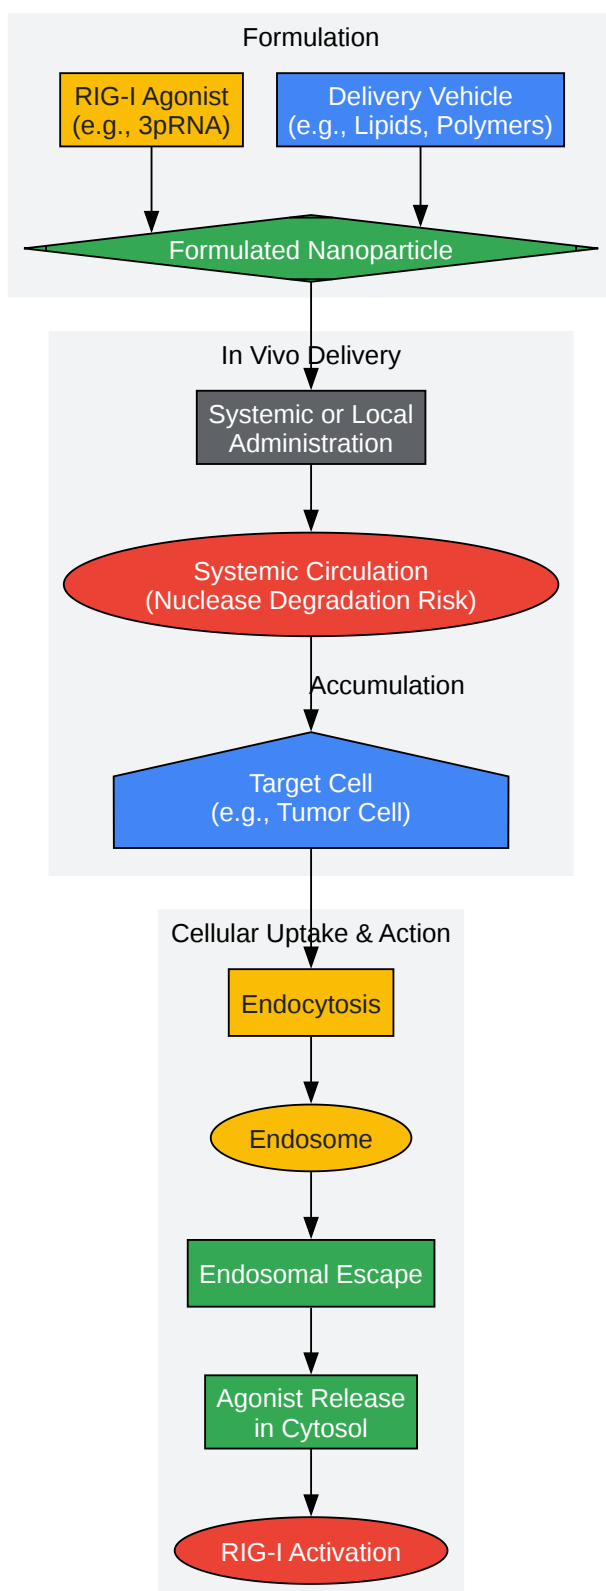 Formulation
RIG-I Agonist
(e.g., 3pRNA)
Delivery Vehicle
(e.g., Lipids, Polymers)
Formulated Nanoparticle
In Vivo Delivery
Systemic or Local
Administration
Systemic Circulation
(Nuclease Degradation Risk)
Accumulation
Target Cell
(e.g., Tumor Cell)
Cellular Uptake & Action
Endocytosis
Endosome
Endosomal Escape
Agonist Release
in Cytosol
RIG-I Activation